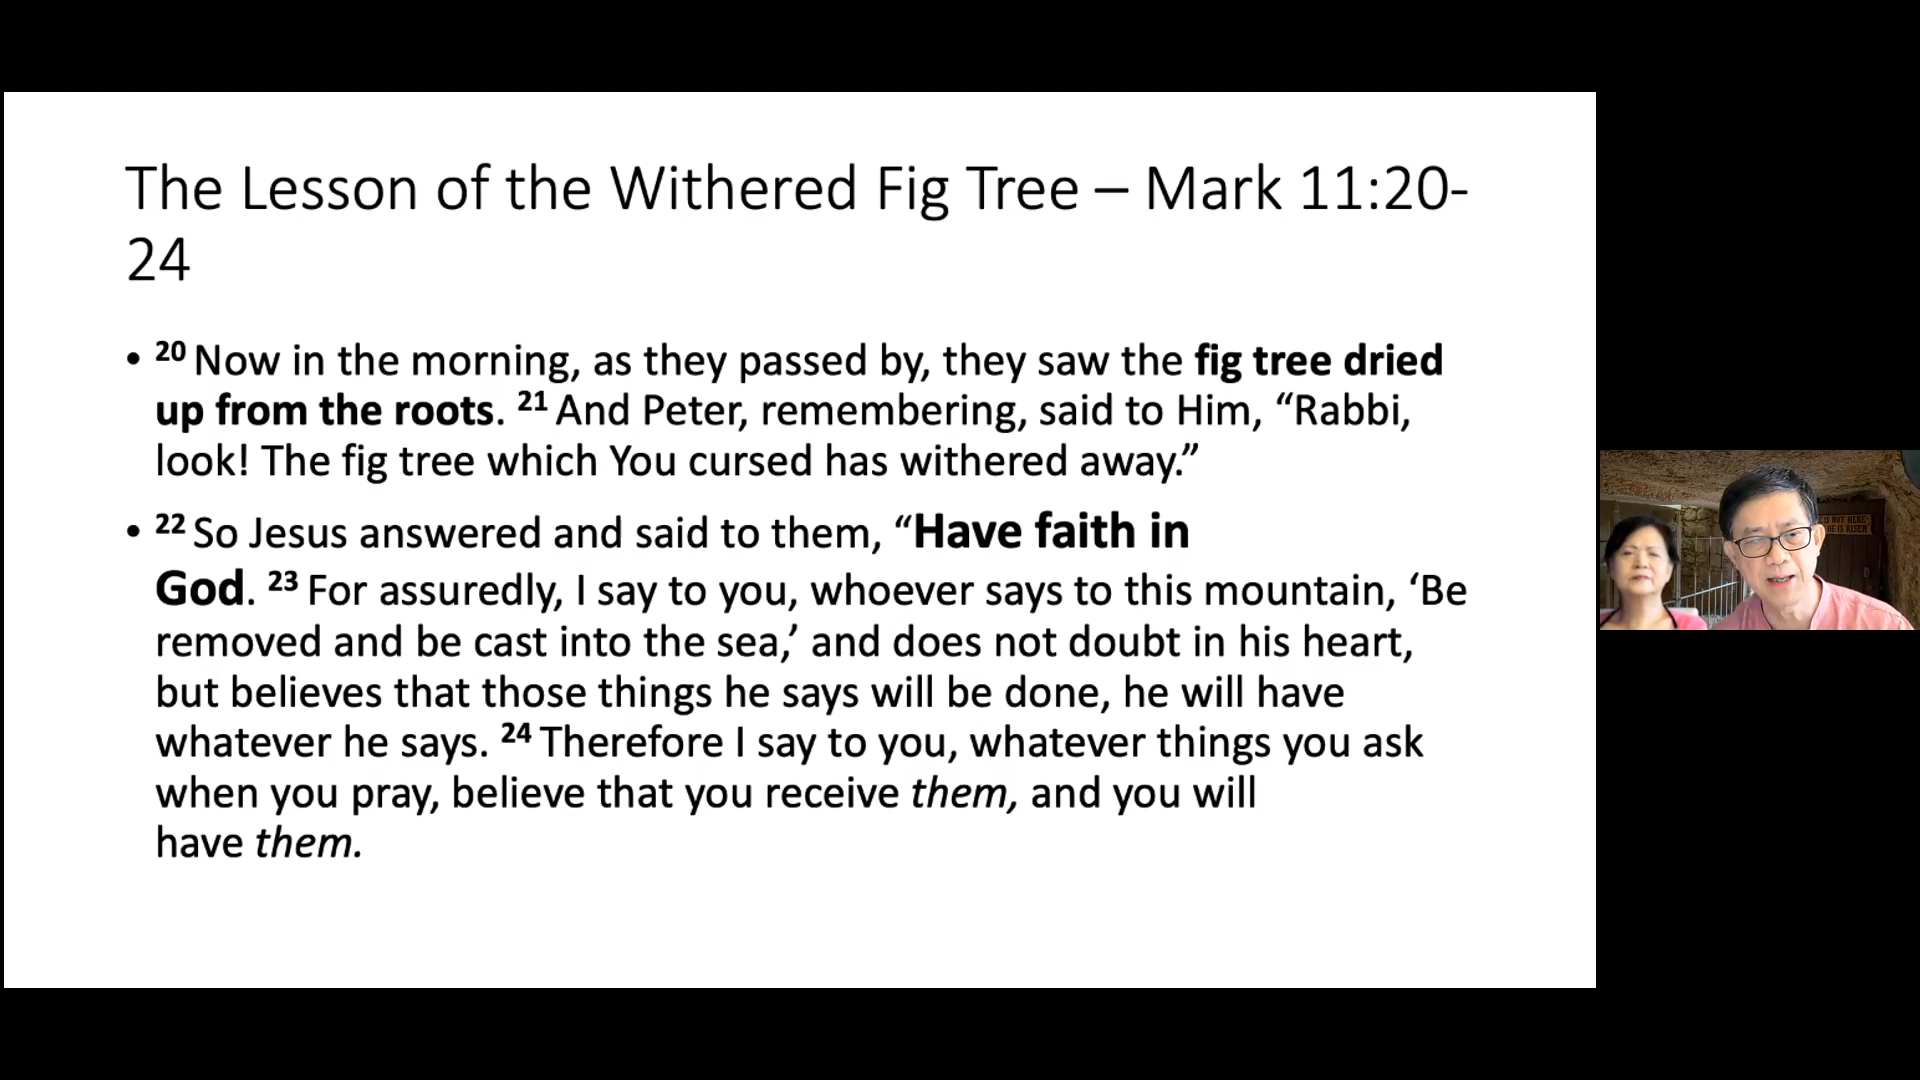 The Lesson of the Withered Fig Tree – Mark 11:20-
24
• 20 Now in the morning, as they passed by, they saw the fig tree dried
up from the roots. 21 And Peter, remembering, said to Him, “Rabbi,
look! The fig tree which You cursed has withered away.”
• 22 So Jesus answered and said to them, “Have faith in
God. 23 For assuredly, I say to you, whoever says to this mountain, ‘Be
removed and be cast into the sea,’ and does not doubt in his heart,
but believes that those things he says will be done, he will have
whatever he says. 24 Therefore I say to you, whatever things you ask
when you pray, believe that you receive them, and you will
have them.
IS NOT HERE
HE IS RISEN